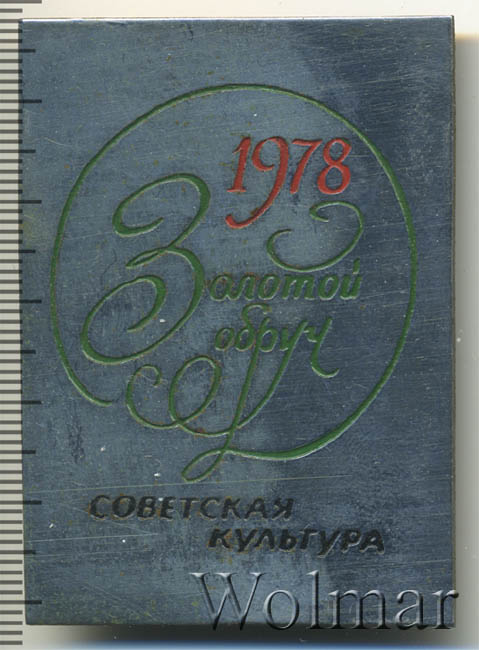 1978
Золотой
обруч
СОВЕТСКАЯ
КУЛЬТУРА
Wolmar